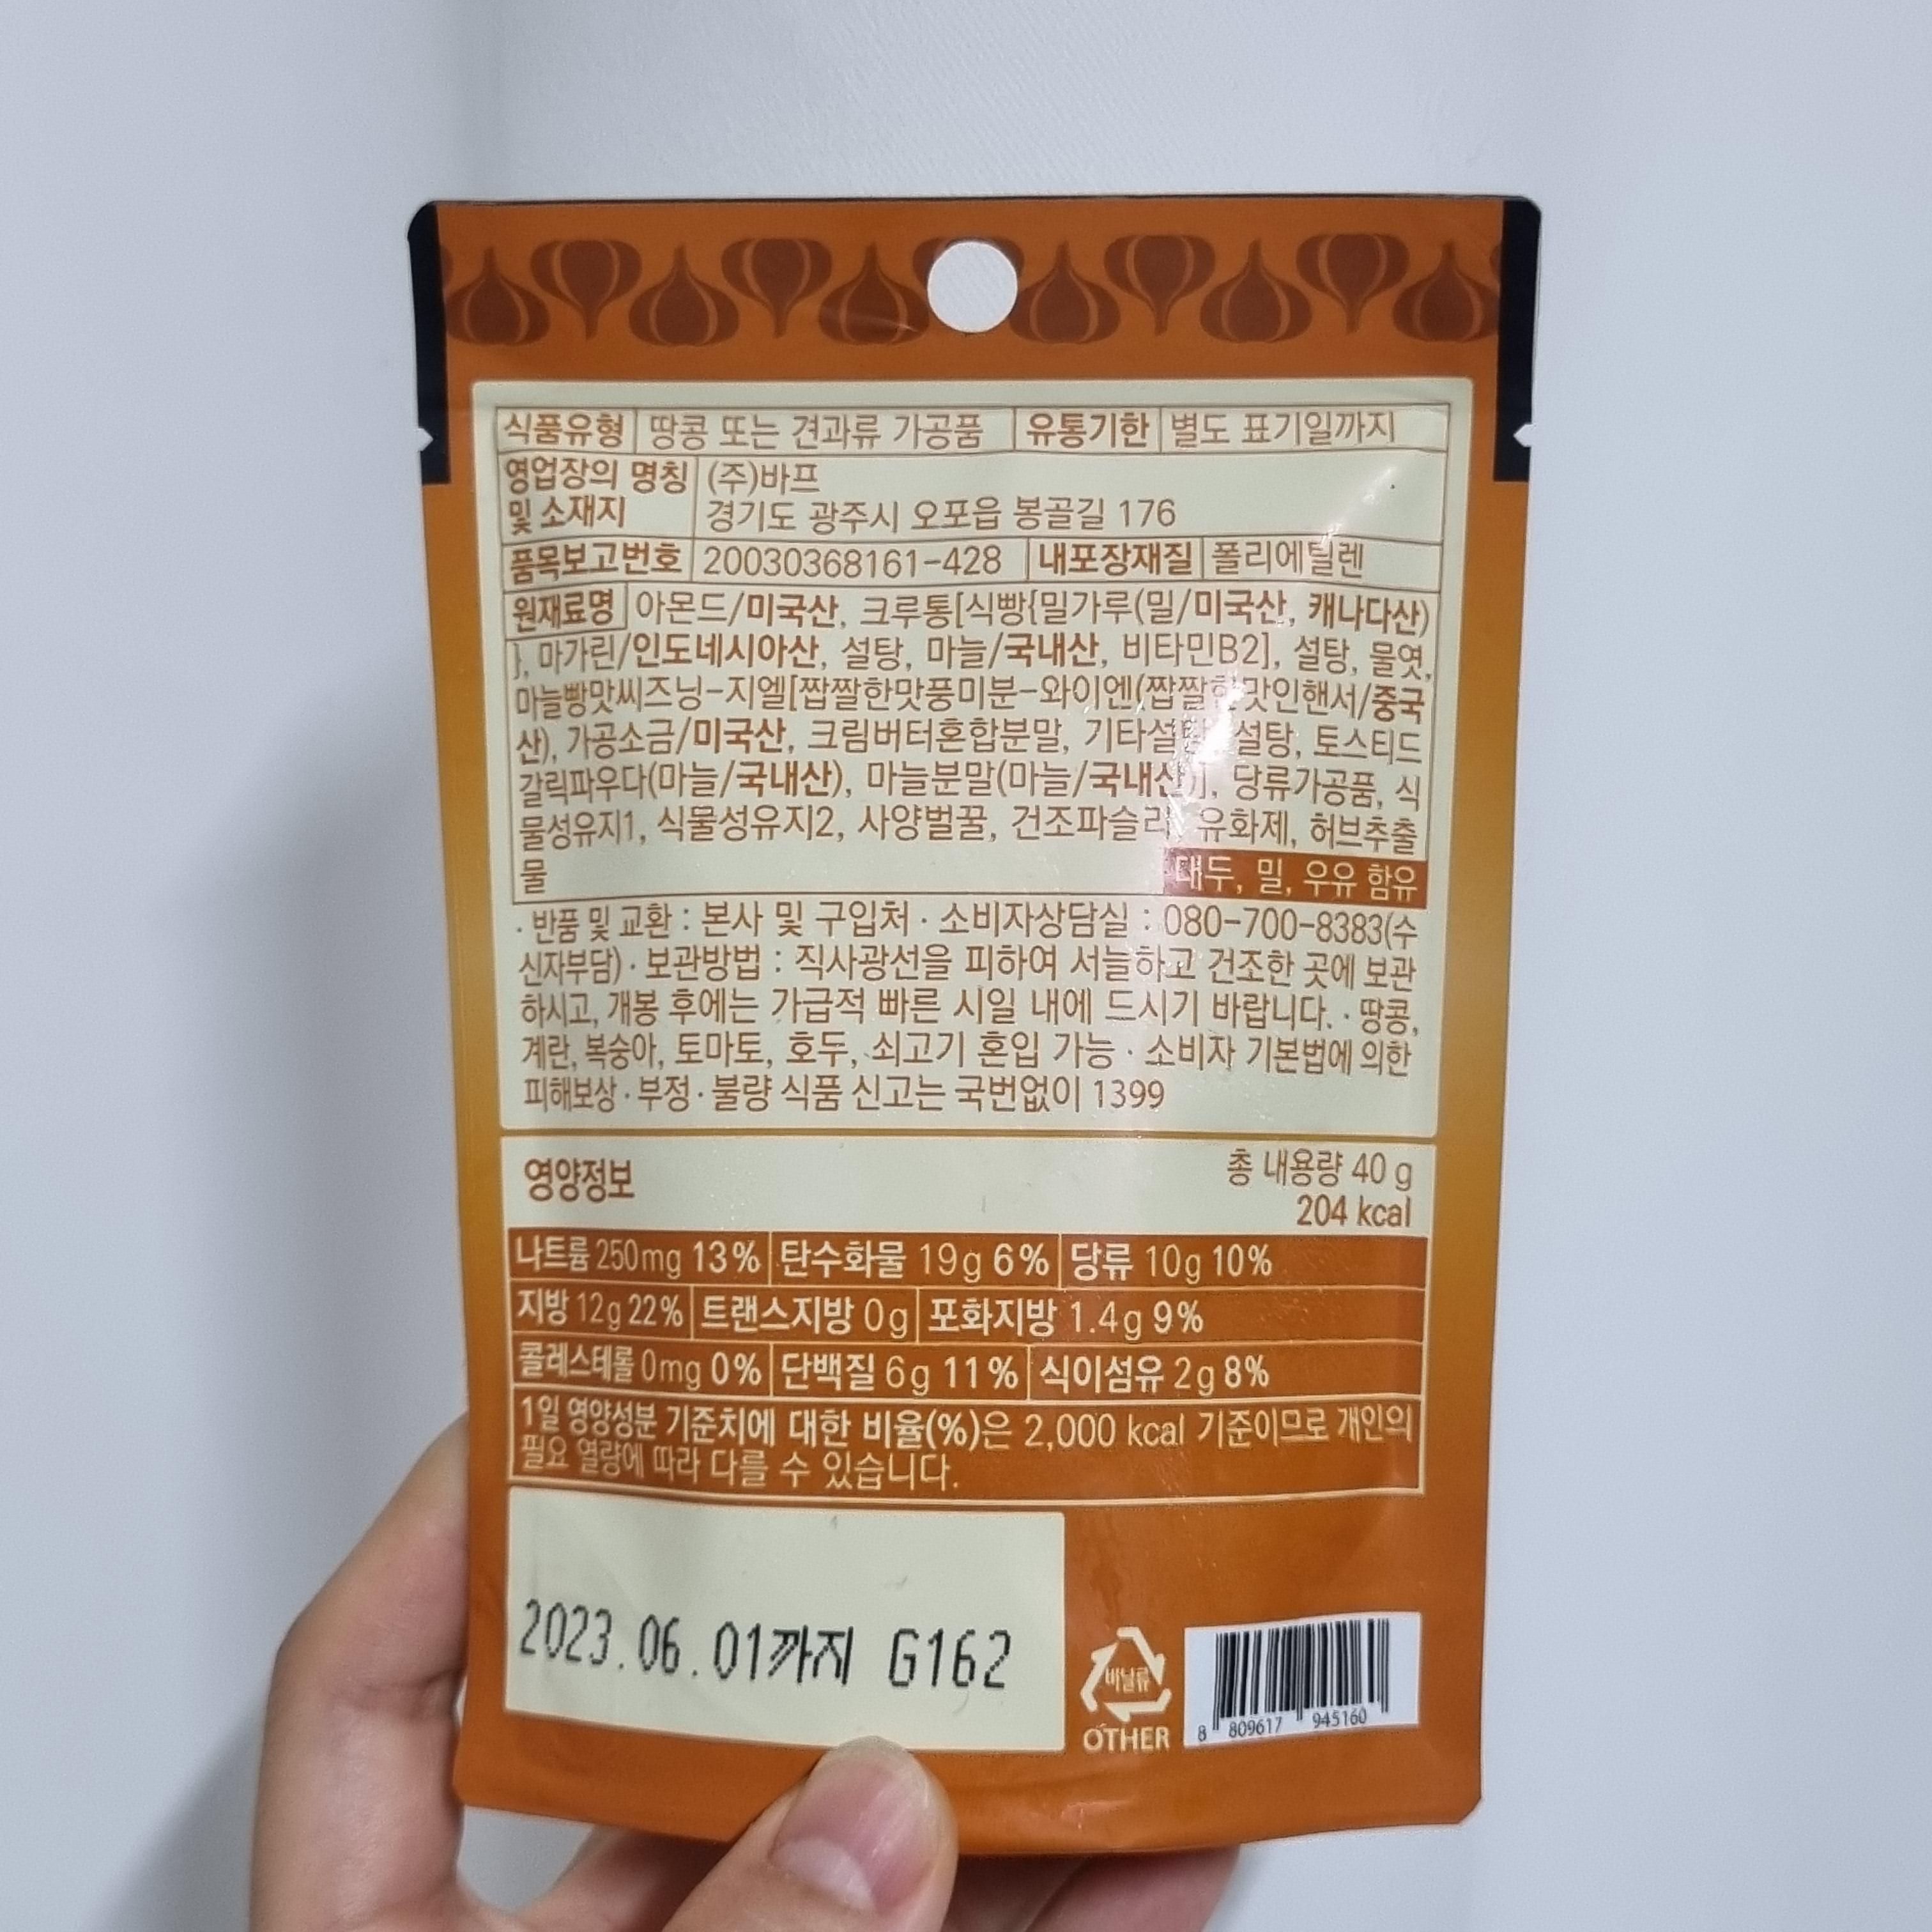 식품유형 땅콩 또는 견과류 가공품 유통기한 별도 표기일까지
영업장의 명칭 (주)바프
및 소재지 경기도 광주시 오포읍 봉골길 176
품목보고번호 20030368161-428 내포장재질 폴리에틸렌
원재료명 아몬드/미국산, 크루통[식빵{밀가루(밀/미국산, 캐나다산)
}, 마가린/인도네시아산, 설탕, 마늘/국내산, 비타민B2], 설탕, 물엿,
마늘빵맛씨즈닝-지엘[짭짤한맛풍미분-와이엔(짭짤한맛인핸서/중국
산), 가공소금/미국산, 크림버터혼합분말, 설탕, 토스티드
갈릭파우다(마늘/국내산), 마늘분말(마늘/국내산)], 당류가공품, 식
물성유지1, 식물성유지2, 사양벌꿀, 건조파슬리, 유화제, 허브추출
물
대두, 밀, 우유 함유
· 반품 및 교환 : 본사 및 구입처 · 소비자상담실 : 080-700-8383(수
신자부담) · 보관방법 : 직사광선을 피하여 서늘하고 건조한 곳에 보관
하시고, 개봉 후에는 가급적 빠른 시일 내에 드시기 바랍니다. · 땅콩,
계란, 복숭아, 토마토, 호두, 쇠고기 혼입 가능 · 소비자 기본법에 의한
피해보상 · 부정 · 불량 식품 신고는 국번없이 1399
영양정보
총 내용량 40 g
204 kcal
나트륨 250mg 13% 탄수화물 19g 6% 당류 10g 10%
지방 12g 22% 트랜스지방 0g 포화지방 1.4g 9%
콜레스테롤 0mg 0% 단백질 6g 11% 식이섬유 2g 8%
1일 영양성분 기준치에 대한 비율(%)은 2,000 kcal 기준이므로 개인의
필요 열량에 따라 다를 수 있습니다.
2023.06.01까지 G162
비닐류
OTHER
8 809617 945160